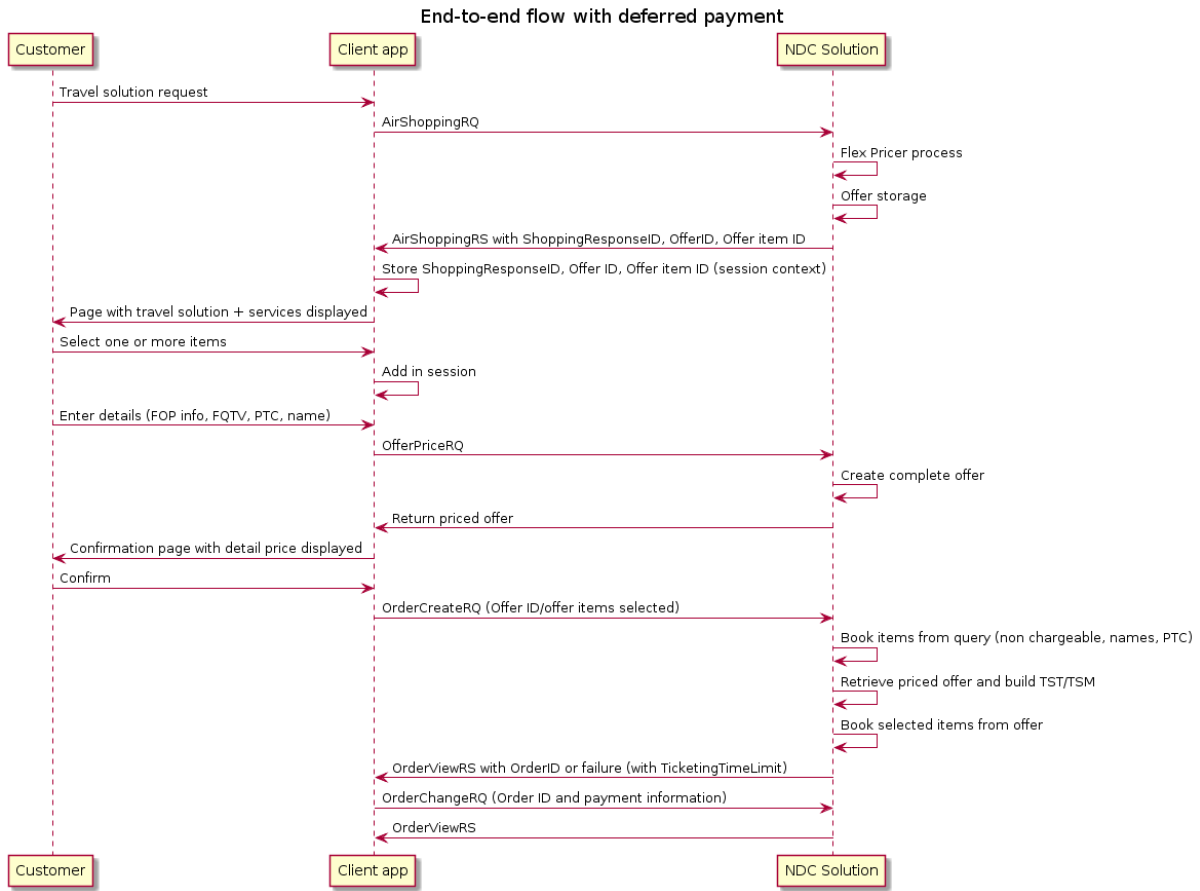 End-to-end flow with deferred payment
Customer
Client app
NDC Solution
Travel solution request
AirShoppingRQ
Flex Pricer process
Offer storage
AirShoppingRS with ShoppingResponseID, OfferID, Offer item ID
Store ShoppingResponseID, Offer ID, Offer item ID (session context)
Page with travel solution + services displayed
Select one or more items
Add in session
Enter details (FOP info, FQTV, PTC, name)
OfferPriceRQ
Create complete offer
Return priced offer
Confirmation page with detail price displayed
Confirm
OrderCreateRQ (Offer ID/offer items selected)
Book items from query (non chargeable, names, PTC)
Retrieve priced offer and build TST/TSM
Book selected items from offer
OrderViewRS with OrderID or failure (with TicketingTimeLimit)
OrderChangeRQ (Order ID and payment information)
OrderViewRS
Customer
Client app
NDC Solution